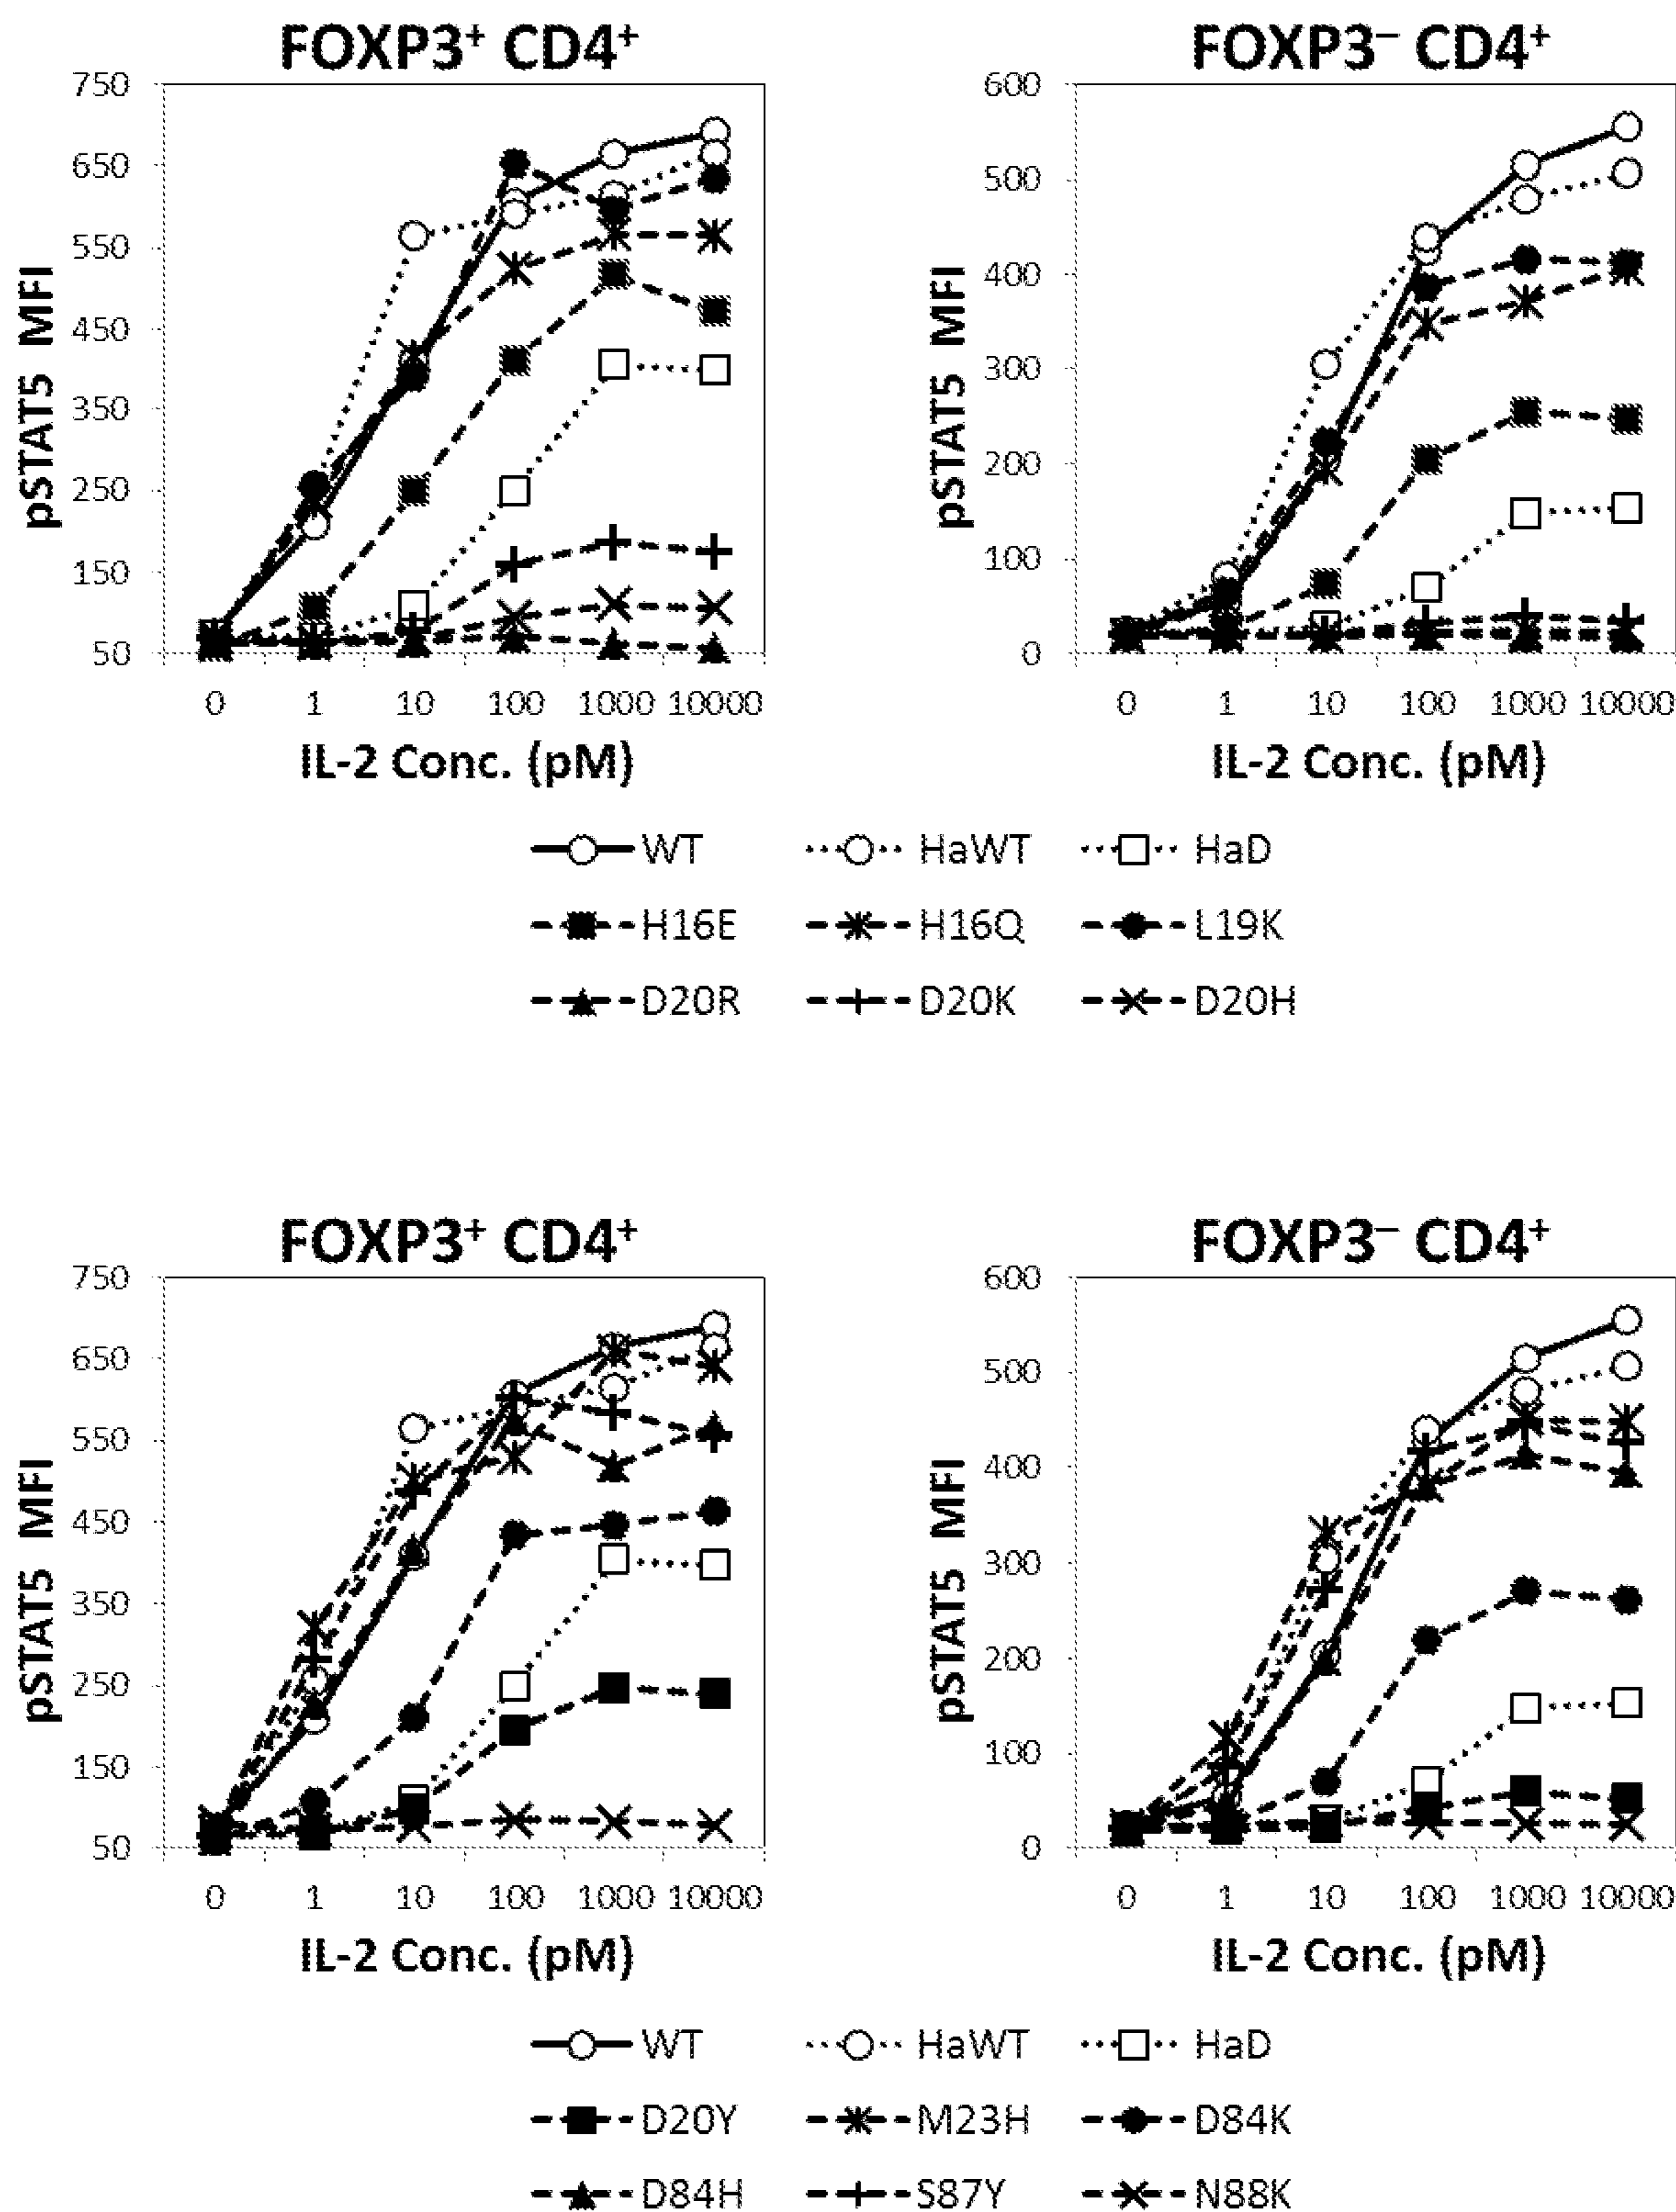 FOXP3+ CD4+
FOXP3– CD4+
pSTAT5 MFI
750
650
550
450
350
250
150
50
0 1 10 100 1000 10000
IL-2 Conc. (pM)
pSTAT5 MFI
600
500
400
300
200
100
0
0 1 10 100 1000 10000
IL-2 Conc. (pM)
WT HaWT HaD
H16E H16Q L19K
D20R D20K D20H
FOXP3+ CD4+
FOXP3– CD4+
pSTAT5 MFI
750
650
550
450
350
250
150
50
0 1 10 100 1000 10000
IL-2 Conc. (pM)
pSTAT5 MFI
600
500
400
300
200
100
0
0 1 10 100 1000 10000
IL-2 Conc. (pM)
WT HaWT HaD
D20Y M23H D84K
D84H S87Y N88K